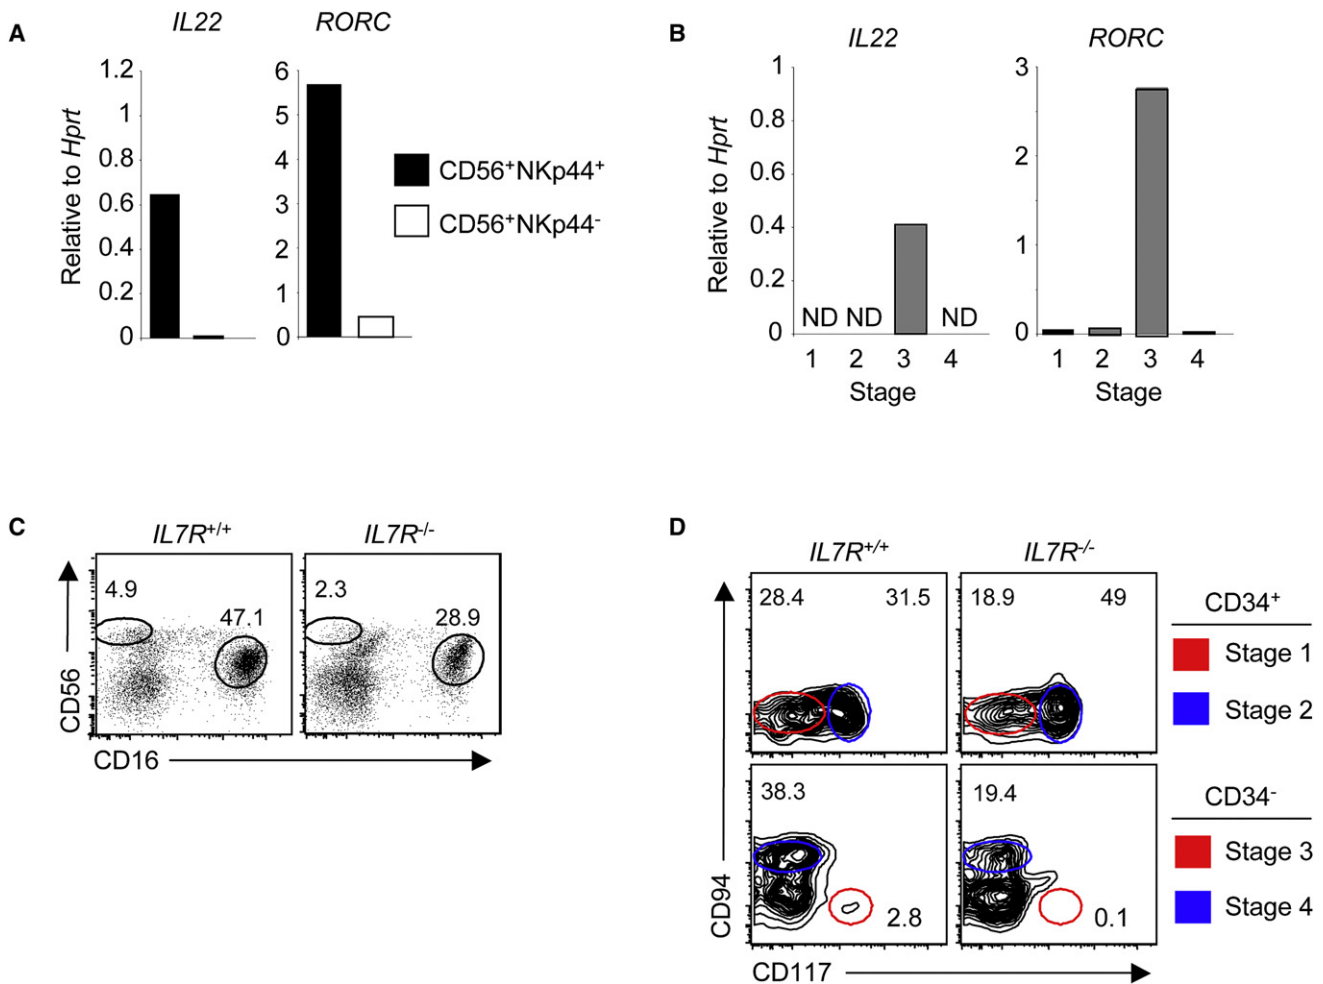 A
IL22
RORC
Relative to Hprt
1.2
1
0.8
0.6
0.4
0.2
0
6
5
4
3
2
1
0
CD56⁺NKp44⁺
CD56⁺NKp44⁻
B
IL22
RORC
Relative to Hprt
1
0.8
0.6
0.4
0.2
0
ND ND ND
1 2 3 4
Stage
3
2
1
0
1 2 3 4
Stage
C
IL7R⁺/⁺
IL7R⁻/⁻
4.9
47.1
2.3
28.9
CD56
CD16
D
IL7R⁺/⁺
IL7R⁻/⁻
28.4 31.5
18.9 49
38.3
2.8
19.4
0.1
CD94
CD117
CD34⁺
Stage 1
Stage 2
CD34⁻
Stage 3
Stage 4